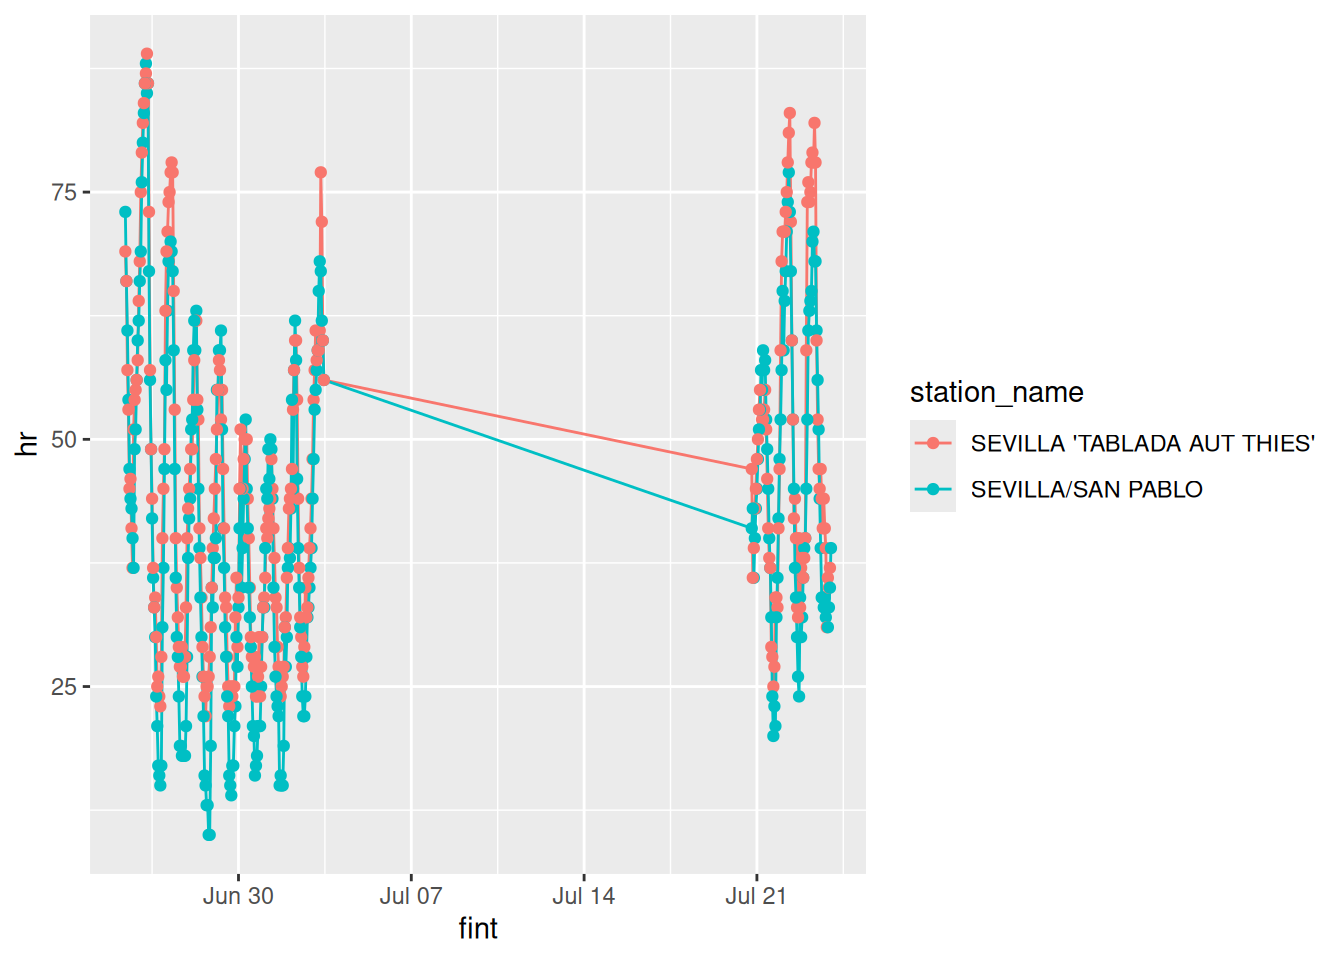 75
50
25
hr
Jun 30
Jul 07
Jul 14
Jul 21
fint
station_name
SEVILLA 'TABLADA AUT THIES'
SEVILLA/SAN PABLO